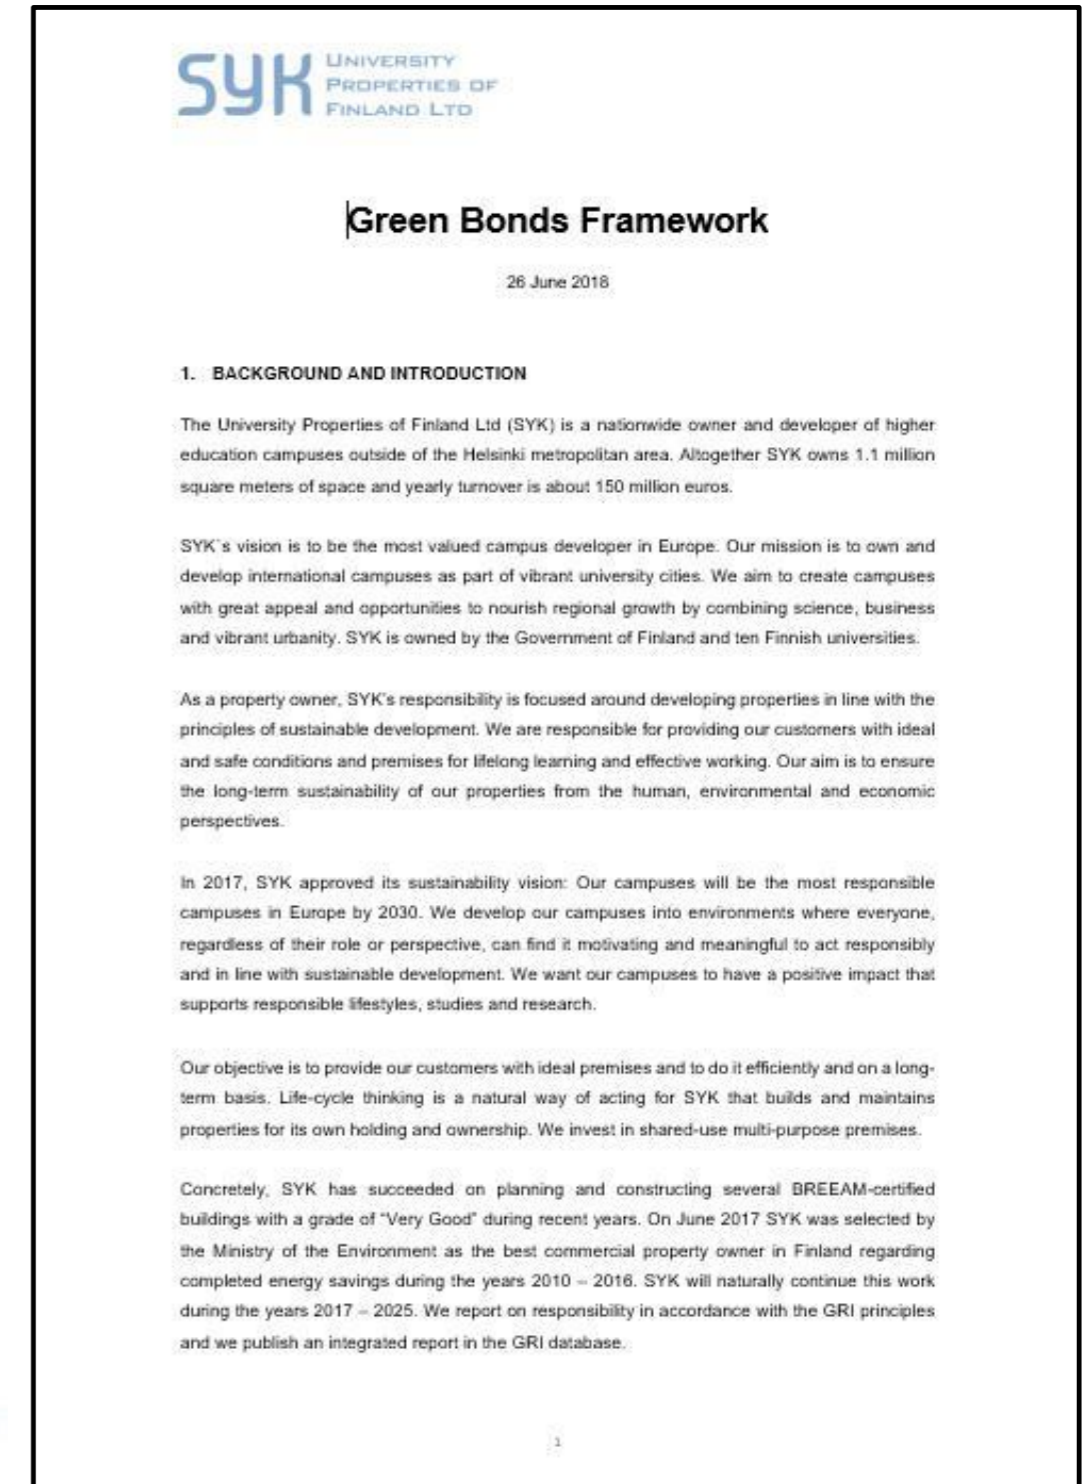 SYK UNIVERSITY
PROPERTIES OF
FINLAND LTD
Green Bonds Framework
26 June 2018
1. BACKGROUND AND INTRODUCTION
The University Properties of Finland Ltd (SYK) is a nationwide owner and developer of higher
education campuses outside of the Helsinki metropolitan area. Altogether SYK owns 1.1 million
square meters of space and yearly turnover is about 150 million euros.
SYK´s vision is to be the most valued campus developer in Europe. Our mission is to own and
develop international campuses as part of vibrant university cities. We aim to create campuses
with great appeal and opportunities to nourish regional growth by combining science, business
and vibrant urbanity. SYK is owned by the Government of Finland and ten Finnish universities.
As a property owner, SYK's responsibility is focused around developing properties in line with the
principles of sustainable development. We are responsible for providing our customers with ideal
and safe conditions and premises for lifelong learning and effective working. Our aim is to ensure
the long-term sustainability of our properties from the human, environmental and economic
perspectives.
In 2017, SYK approved its sustainability vision: Our campuses will be the most responsible
campuses in Europe by 2030. We develop our campuses into environments where everyone,
regardless of their role or perspective, can find it motivating and meaningful to act responsibly
and in line with sustainable development. We want our campuses to have a positive impact that
supports responsible lifestyles, studies and research.
Our objective is to provide our customers with ideal premises and to do it efficiently and on a long-
term basis. Life-cycle thinking is a natural way of acting for SYK that builds and maintains
properties for its own holding and ownership. We invest in shared-use multi-purpose premises.
Concretely, SYK has succeeded on planning and constructing several BREEAM-certified
buildings with a grade of “Very Good” during recent years. On June 2017 SYK was selected by
the Ministry of the Environment as the best commercial property owner in Finland regarding
completed energy savings during the years 2010 – 2016. SYK will naturally continue this work
during the years 2017 – 2025. We report on responsibility in accordance with the GRI principles
and we publish an integrated report in the GRI database.
1